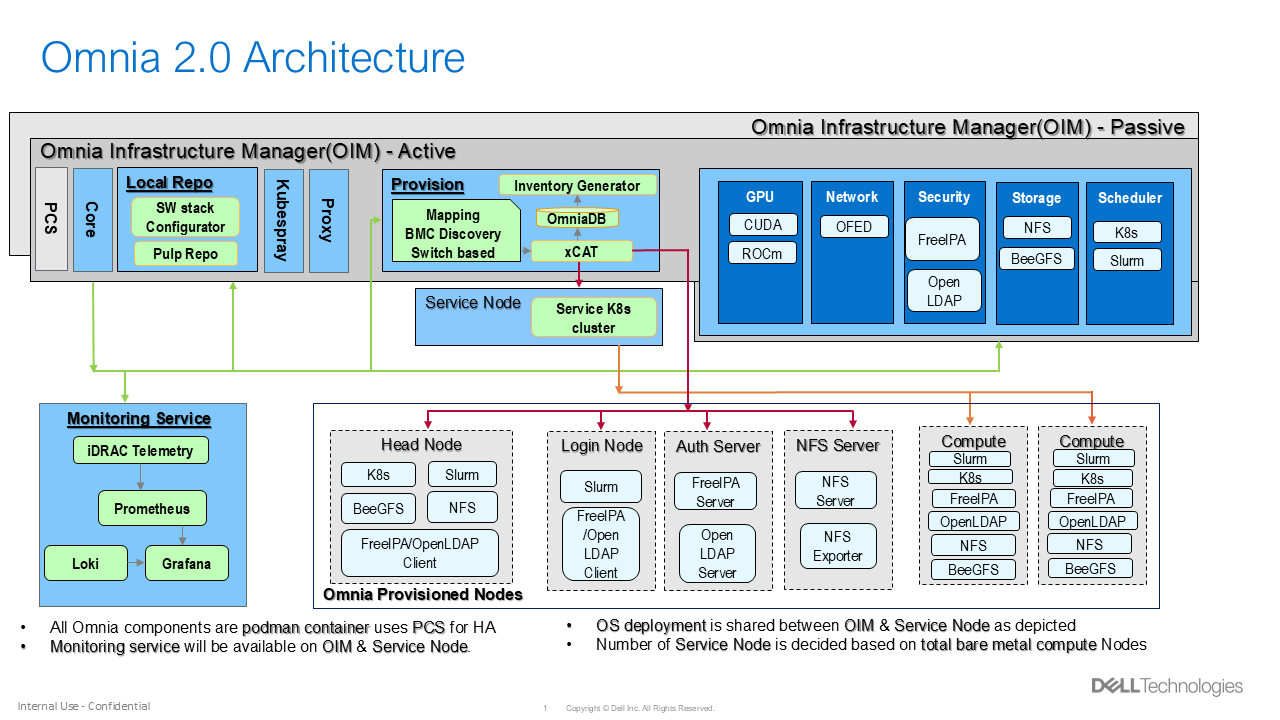 Omnia 2.0 Architecture
Omnia Infrastructure Manager(OIM) - Passive
Omnia Infrastructure Manager(OIM) - Active
PCS
Core
Local Repo
SW stack
Configurator
Pulp Repo
Kubespray
Proxy
Provision
Inventory Generator
Mapping
BMC Discovery
Switch based
OmniaDB
xCAT
GPU
CUDA
ROCm
Network
OFED
Security
FreeIPA
Open
LDAP
Storage
NFS
BeeGFS
Scheduler
K8s
Slurm
Service Node
Service K8s
cluster
Monitoring Service
iDRAC Telemetry
Prometheus
Loki
Grafana
Head Node
K8s
Slurm
BeeGFS
NFS
FreeIPA/OpenLDAP
Client
Login Node
Slurm
FreeIPA
/Open
LDAP
Client
Auth Server
FreeIPA
Server
Open
LDAP
Server
NFS Server
NFS
Server
NFS
Exporter
Compute
Slurm
K8s
FreeIPA
OpenLDAP
NFS
BeeGFS
Compute
Slurm
K8s
FreeIPA
OpenLDAP
NFS
BeeGFS
Omnia Provisioned Nodes
• All Omnia components are podman container uses PCS for HA
• Monitoring service will be available on OIM & Service Node.
• OS deployment is shared between OIM & Service Node as depicted
• Number of Service Node is decided based on total bare metal compute Nodes
DELLTechnologies
Internal Use - Confidential
1
Copyright © Dell Inc. All Rights Reserved.